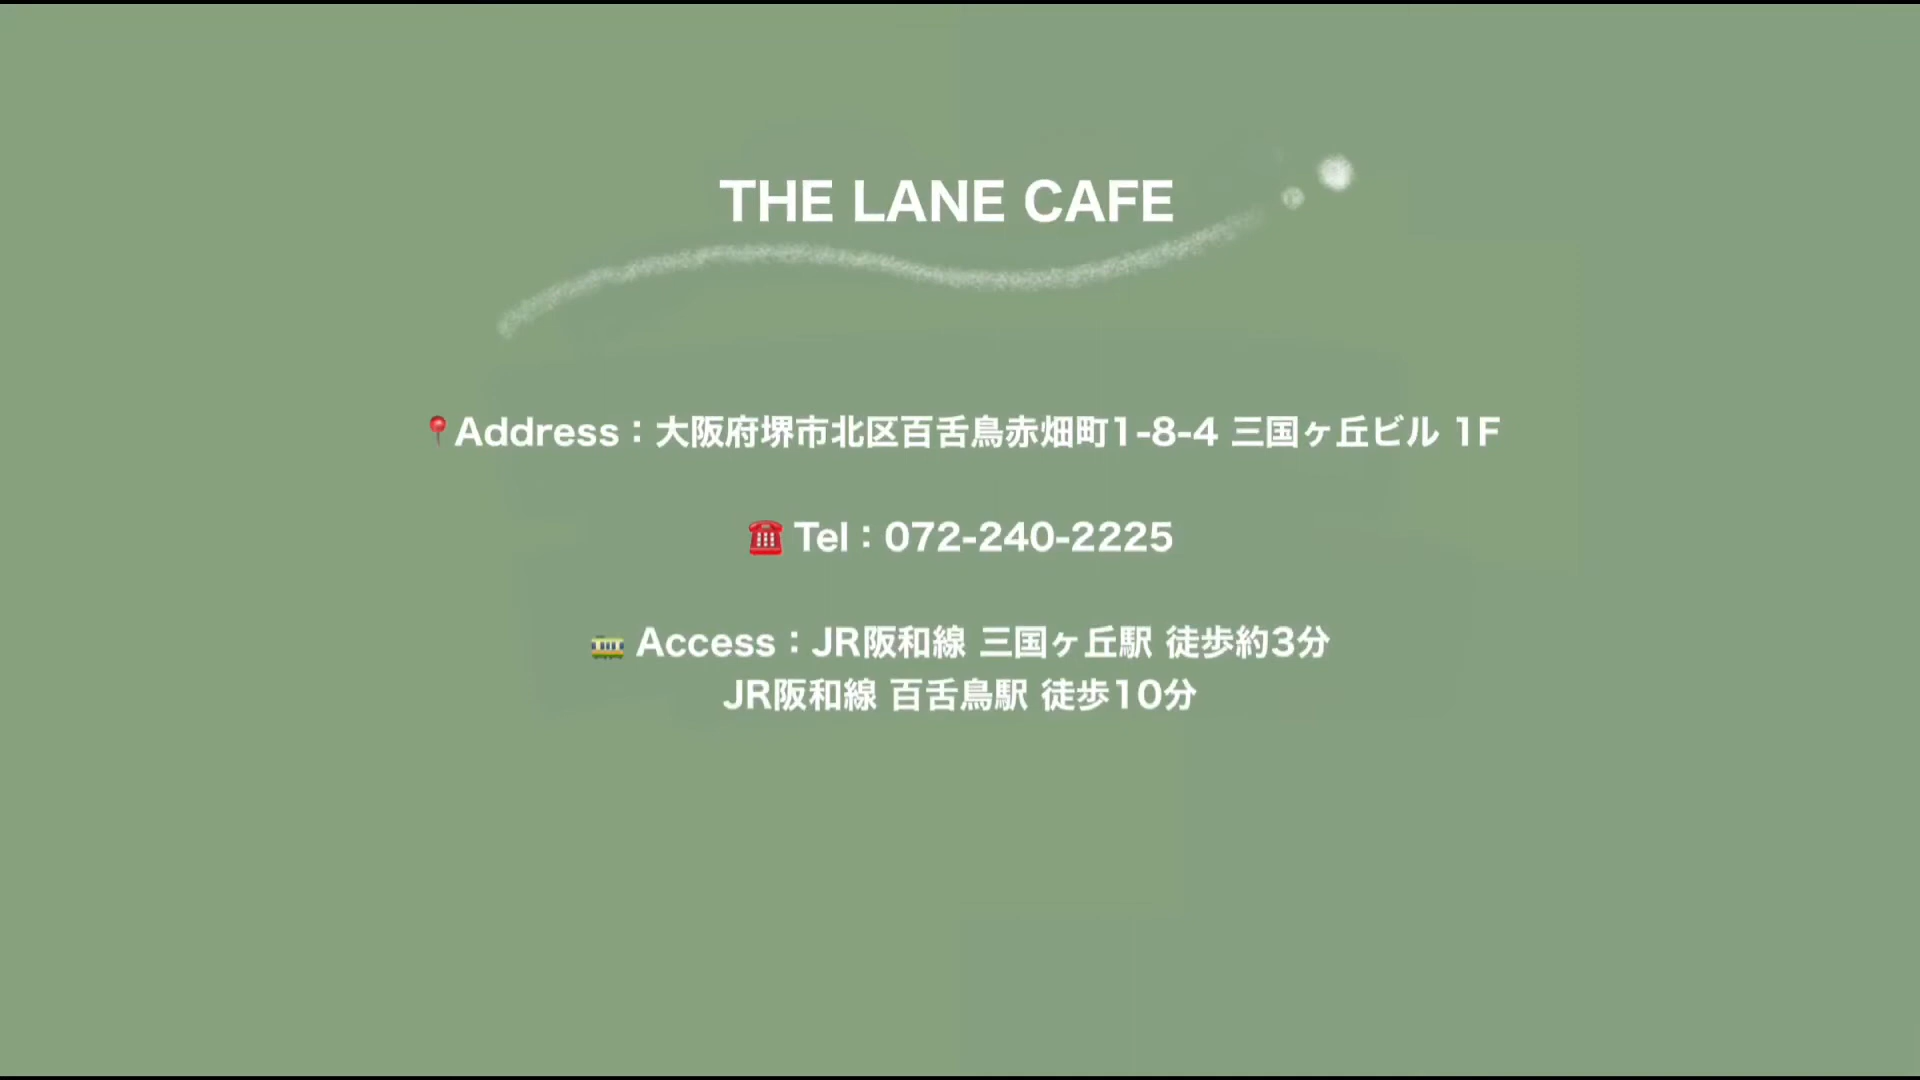 THE LANE CAFE
📍Address：大阪府堺市北区百舌鳥赤畑町1-8-4 三国ヶ丘ビル 1F
☎️ Tel：072-240-2225
🚃 Access：JR阪和線 三国ヶ丘駅 徒歩約3分
JR阪和線 百舌鳥駅 徒歩10分